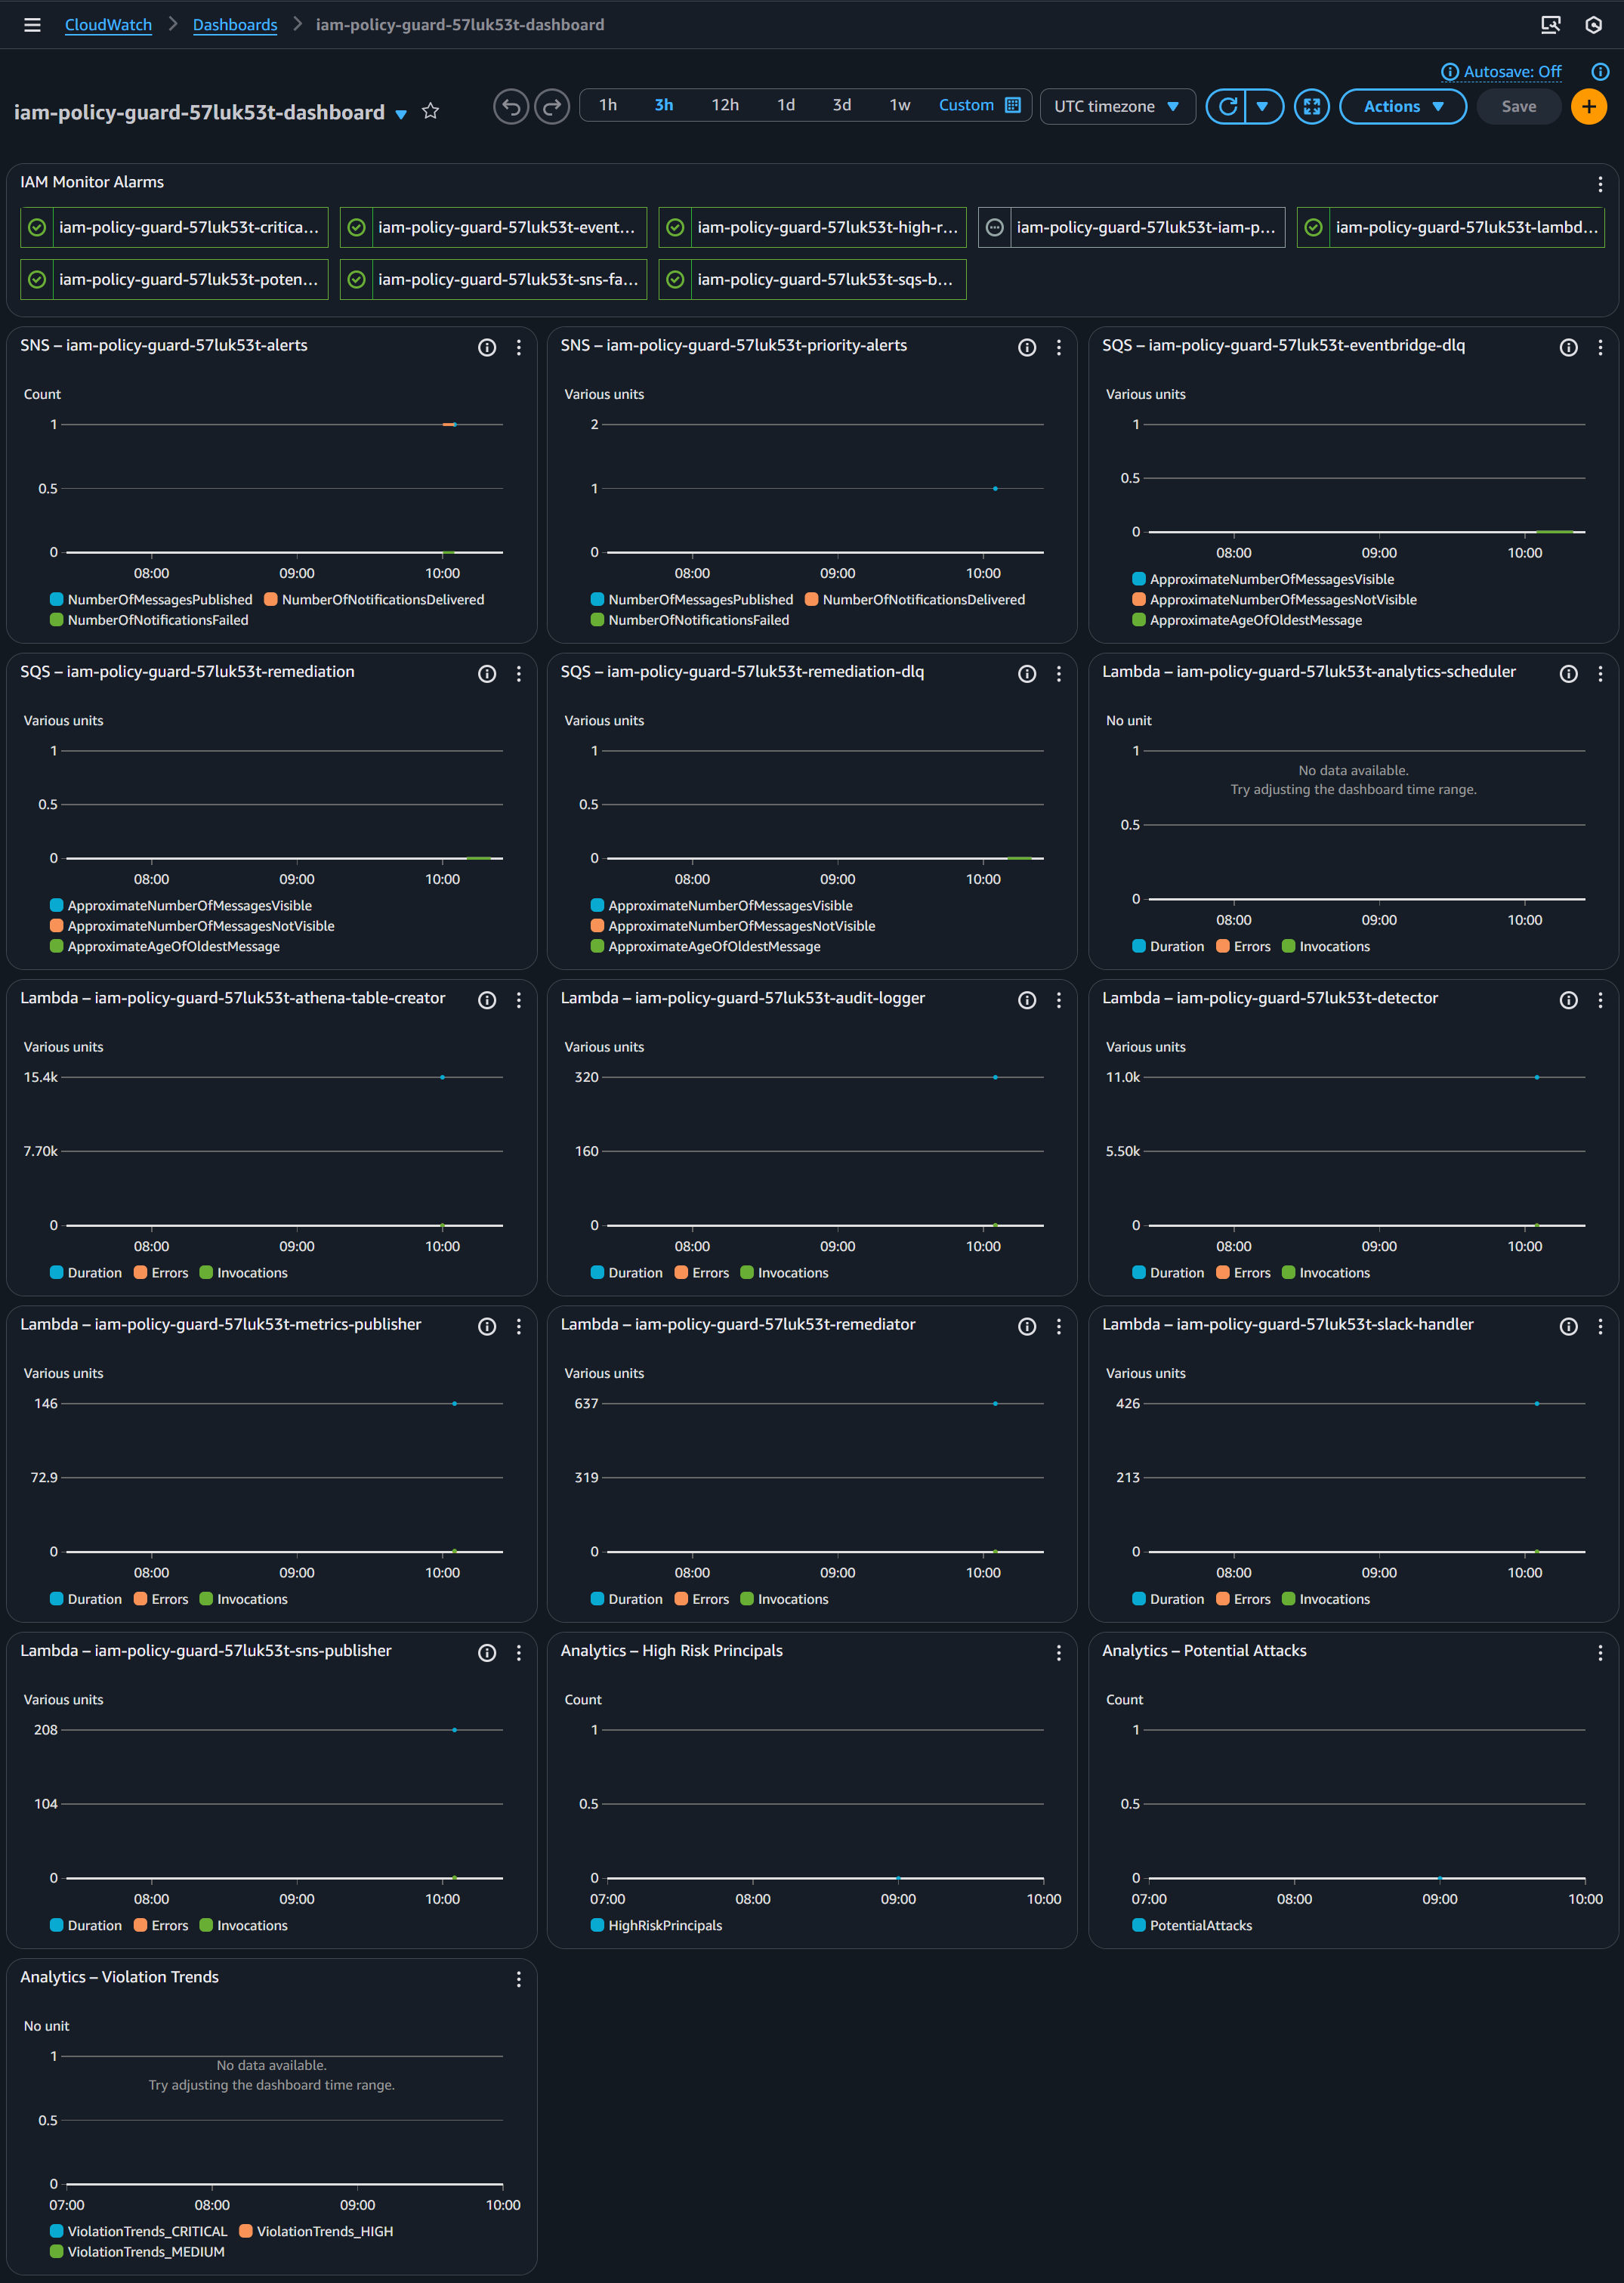 CloudWatch > Dashboards > iam-policy-guard-57luk53t-dashboard
Autosave: Off
iam-policy-guard-57luk53t-dashboard
1h 3h 12h 1d 3d 1w Custom UTC timezone Actions Save
IAM Monitor Alarms
iam-policy-guard-57luk53t-critica... iam-policy-guard-57luk53t-event... iam-policy-guard-57luk53t-high-r... iam-policy-guard-57luk53t-iam-p... iam-policy-guard-57luk53t-lambd...
iam-policy-guard-57luk53t-poten... iam-policy-guard-57luk53t-sns-fa... iam-policy-guard-57luk53t-sqs-b...
SNS – iam-policy-guard-57luk53t-alerts
Count
1
0.5
0
08:00 09:00 10:00
NumberOfMessagesPublished NumberOfNotificationsDelivered
NumberOfNotificationsFailed
SNS – iam-policy-guard-57luk53t-priority-alerts
Various units
2
1
0
08:00 09:00 10:00
NumberOfMessagesPublished NumberOfNotificationsDelivered
NumberOfNotificationsFailed
SQS – iam-policy-guard-57luk53t-eventbridge-dlq
Various units
1
0.5
0
08:00 09:00 10:00
ApproximateNumberOfMessagesVisible
ApproximateNumberOfMessagesNotVisible
ApproximateAgeOfOldestMessage
SQS – iam-policy-guard-57luk53t-remediation
Various units
1
0.5
0
08:00 09:00 10:00
ApproximateNumberOfMessagesVisible
ApproximateNumberOfMessagesNotVisible
ApproximateAgeOfOldestMessage
SQS – iam-policy-guard-57luk53t-remediation-dlq
Various units
1
0.5
0
08:00 09:00 10:00
ApproximateNumberOfMessagesVisible
ApproximateNumberOfMessagesNotVisible
ApproximateAgeOfOldestMessage
Lambda – iam-policy-guard-57luk53t-analytics-scheduler
No unit
1
No data available.
Try adjusting the dashboard time range.
0.5
0
08:00 09:00 10:00
Duration Errors Invocations
Lambda – iam-policy-guard-57luk53t-athena-table-creator
Various units
15.4k
7.70k
0
08:00 09:00 10:00
Duration Errors Invocations
Lambda – iam-policy-guard-57luk53t-audit-logger
Various units
320
160
0
08:00 09:00 10:00
Duration Errors Invocations
Lambda – iam-policy-guard-57luk53t-detector
Various units
11.0k
5.50k
0
08:00 09:00 10:00
Duration Errors Invocations
Lambda – iam-policy-guard-57luk53t-metrics-publisher
Various units
146
72.9
0
08:00 09:00 10:00
Duration Errors Invocations
Lambda – iam-policy-guard-57luk53t-remediator
Various units
637
319
0
08:00 09:00 10:00
Duration Errors Invocations
Lambda – iam-policy-guard-57luk53t-slack-handler
Various units
426
213
0
08:00 09:00 10:00
Duration Errors Invocations
Lambda – iam-policy-guard-57luk53t-sns-publisher
Various units
208
104
0
08:00 09:00 10:00
Duration Errors Invocations
Analytics – High Risk Principals
Count
1
0.5
0
07:00 08:00 09:00 10:00
HighRiskPrincipals
Analytics – Potential Attacks
Count
1
0.5
0
07:00 08:00 09:00 10:00
PotentialAttacks
Analytics – Violation Trends
No unit
1
No data available.
Try adjusting the dashboard time range.
0.5
0
07:00 08:00 09:00 10:00
ViolationTrends_CRITICAL ViolationTrends_HIGH
ViolationTrends_MEDIUM